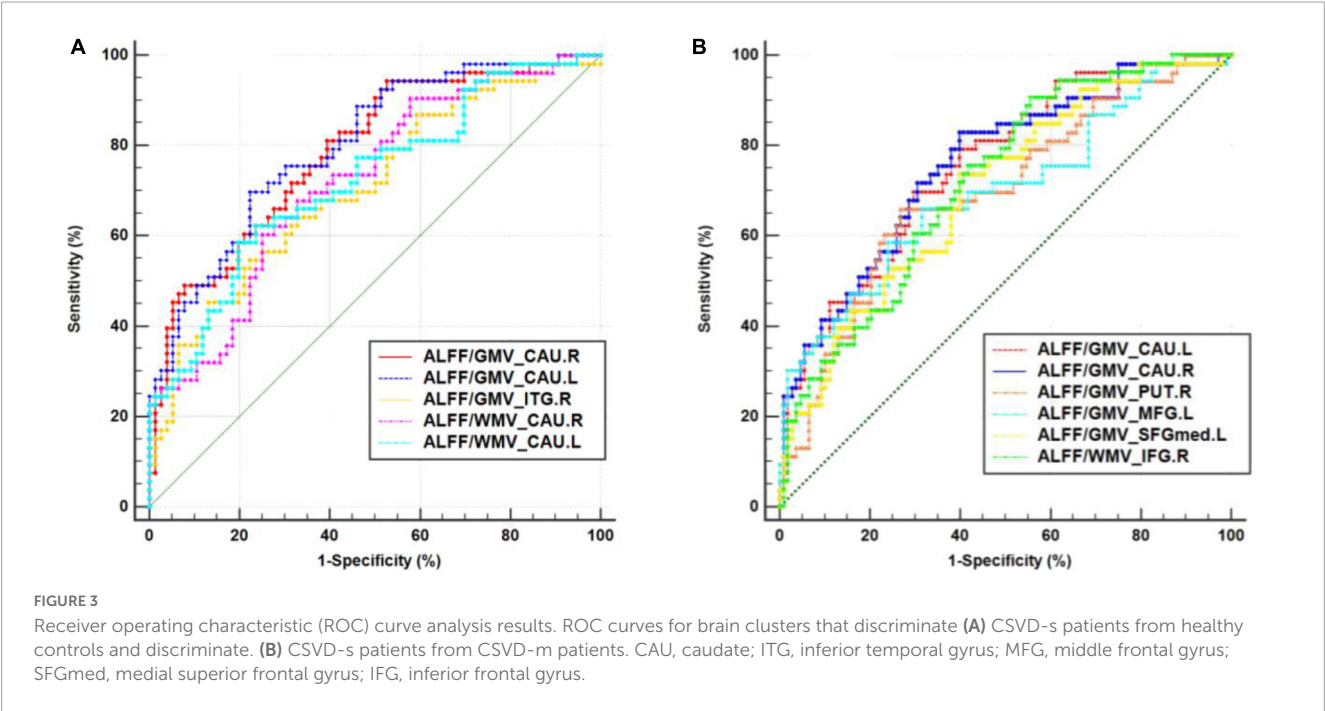 A
B
100
80
60
40
20
0
Sensitivity (%)
ALFF/GMV_CAU.R
ALFF/GMV_CAU.L
ALFF/GMV_ITG.R
ALFF/WMV_CAU.R
ALFF/WMV_CAU.L
0 20 40 60 80 100
1-Specificity (%)
100
80
60
40
20
0
Sensitivity (%)
ALFF/GMV_CAU.L
ALFF/GMV_CAU.R
ALFF/GMV_PUT.R
ALFF/GMV_MFG.L
ALFF/GMV_SFGmed.L
ALFF/WMV_IFG.R
0 20 40 60 80 100
1-Specificity (%)
FIGURE 3
Receiver operating characteristic (ROC) curve analysis results. ROC curves for brain clusters that discriminate (A) CSVD-s patients from healthy
controls and discriminate. (B) CSVD-s patients from CSVD-m patients. CAU, caudate; ITG, inferior temporal gyrus; MFG, middle frontal gyrus;
SFGmed, medial superior frontal gyrus; IFG, inferior frontal gyrus.